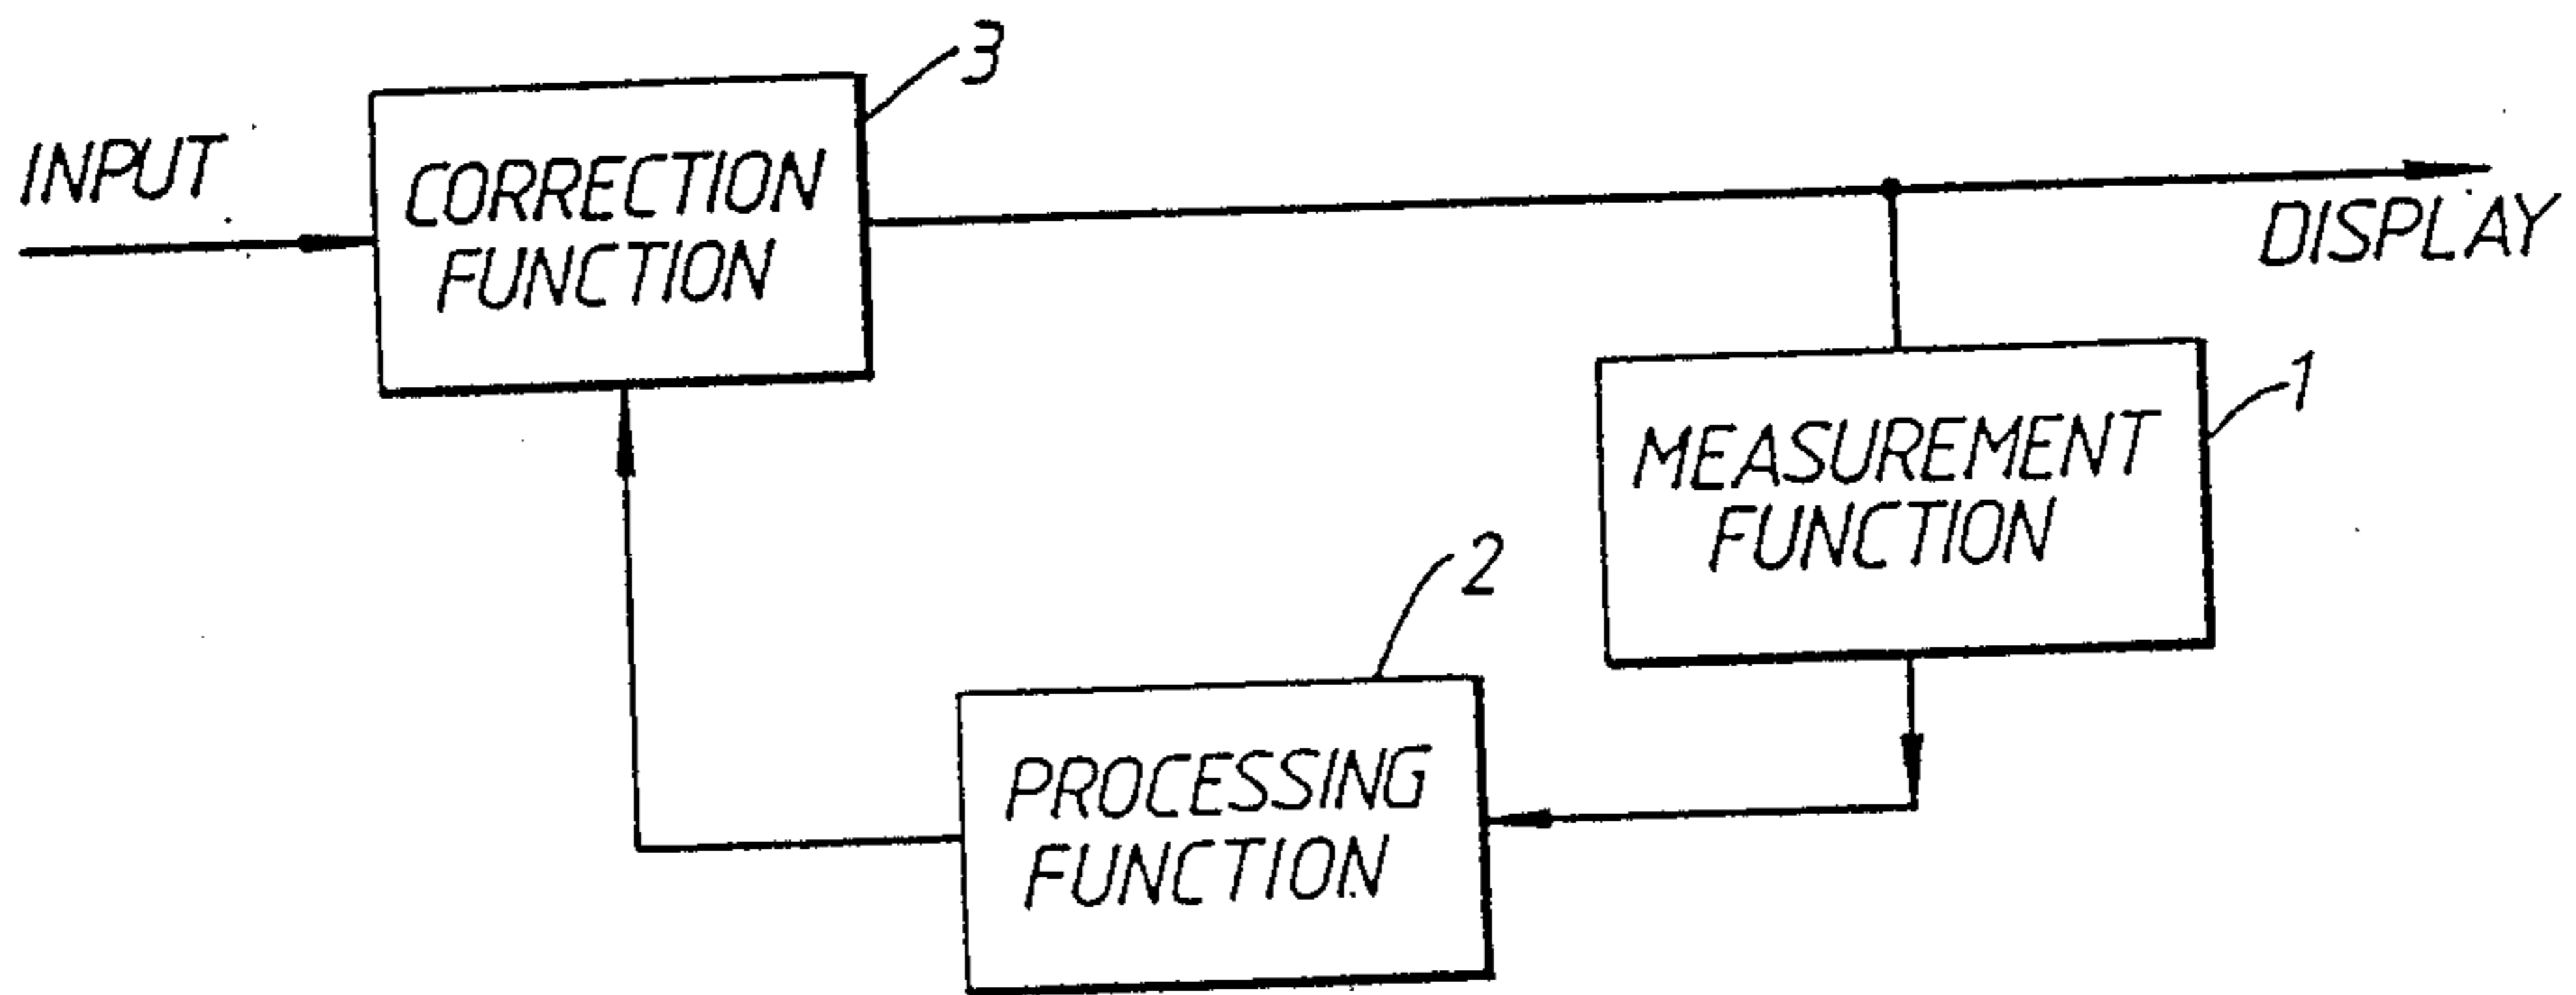 3
INPUT
CORRECTION
FUNCTION
DISPLAY
1
MEASUREMENT
FUNCTION
2
PROCESSING
FUNCTION